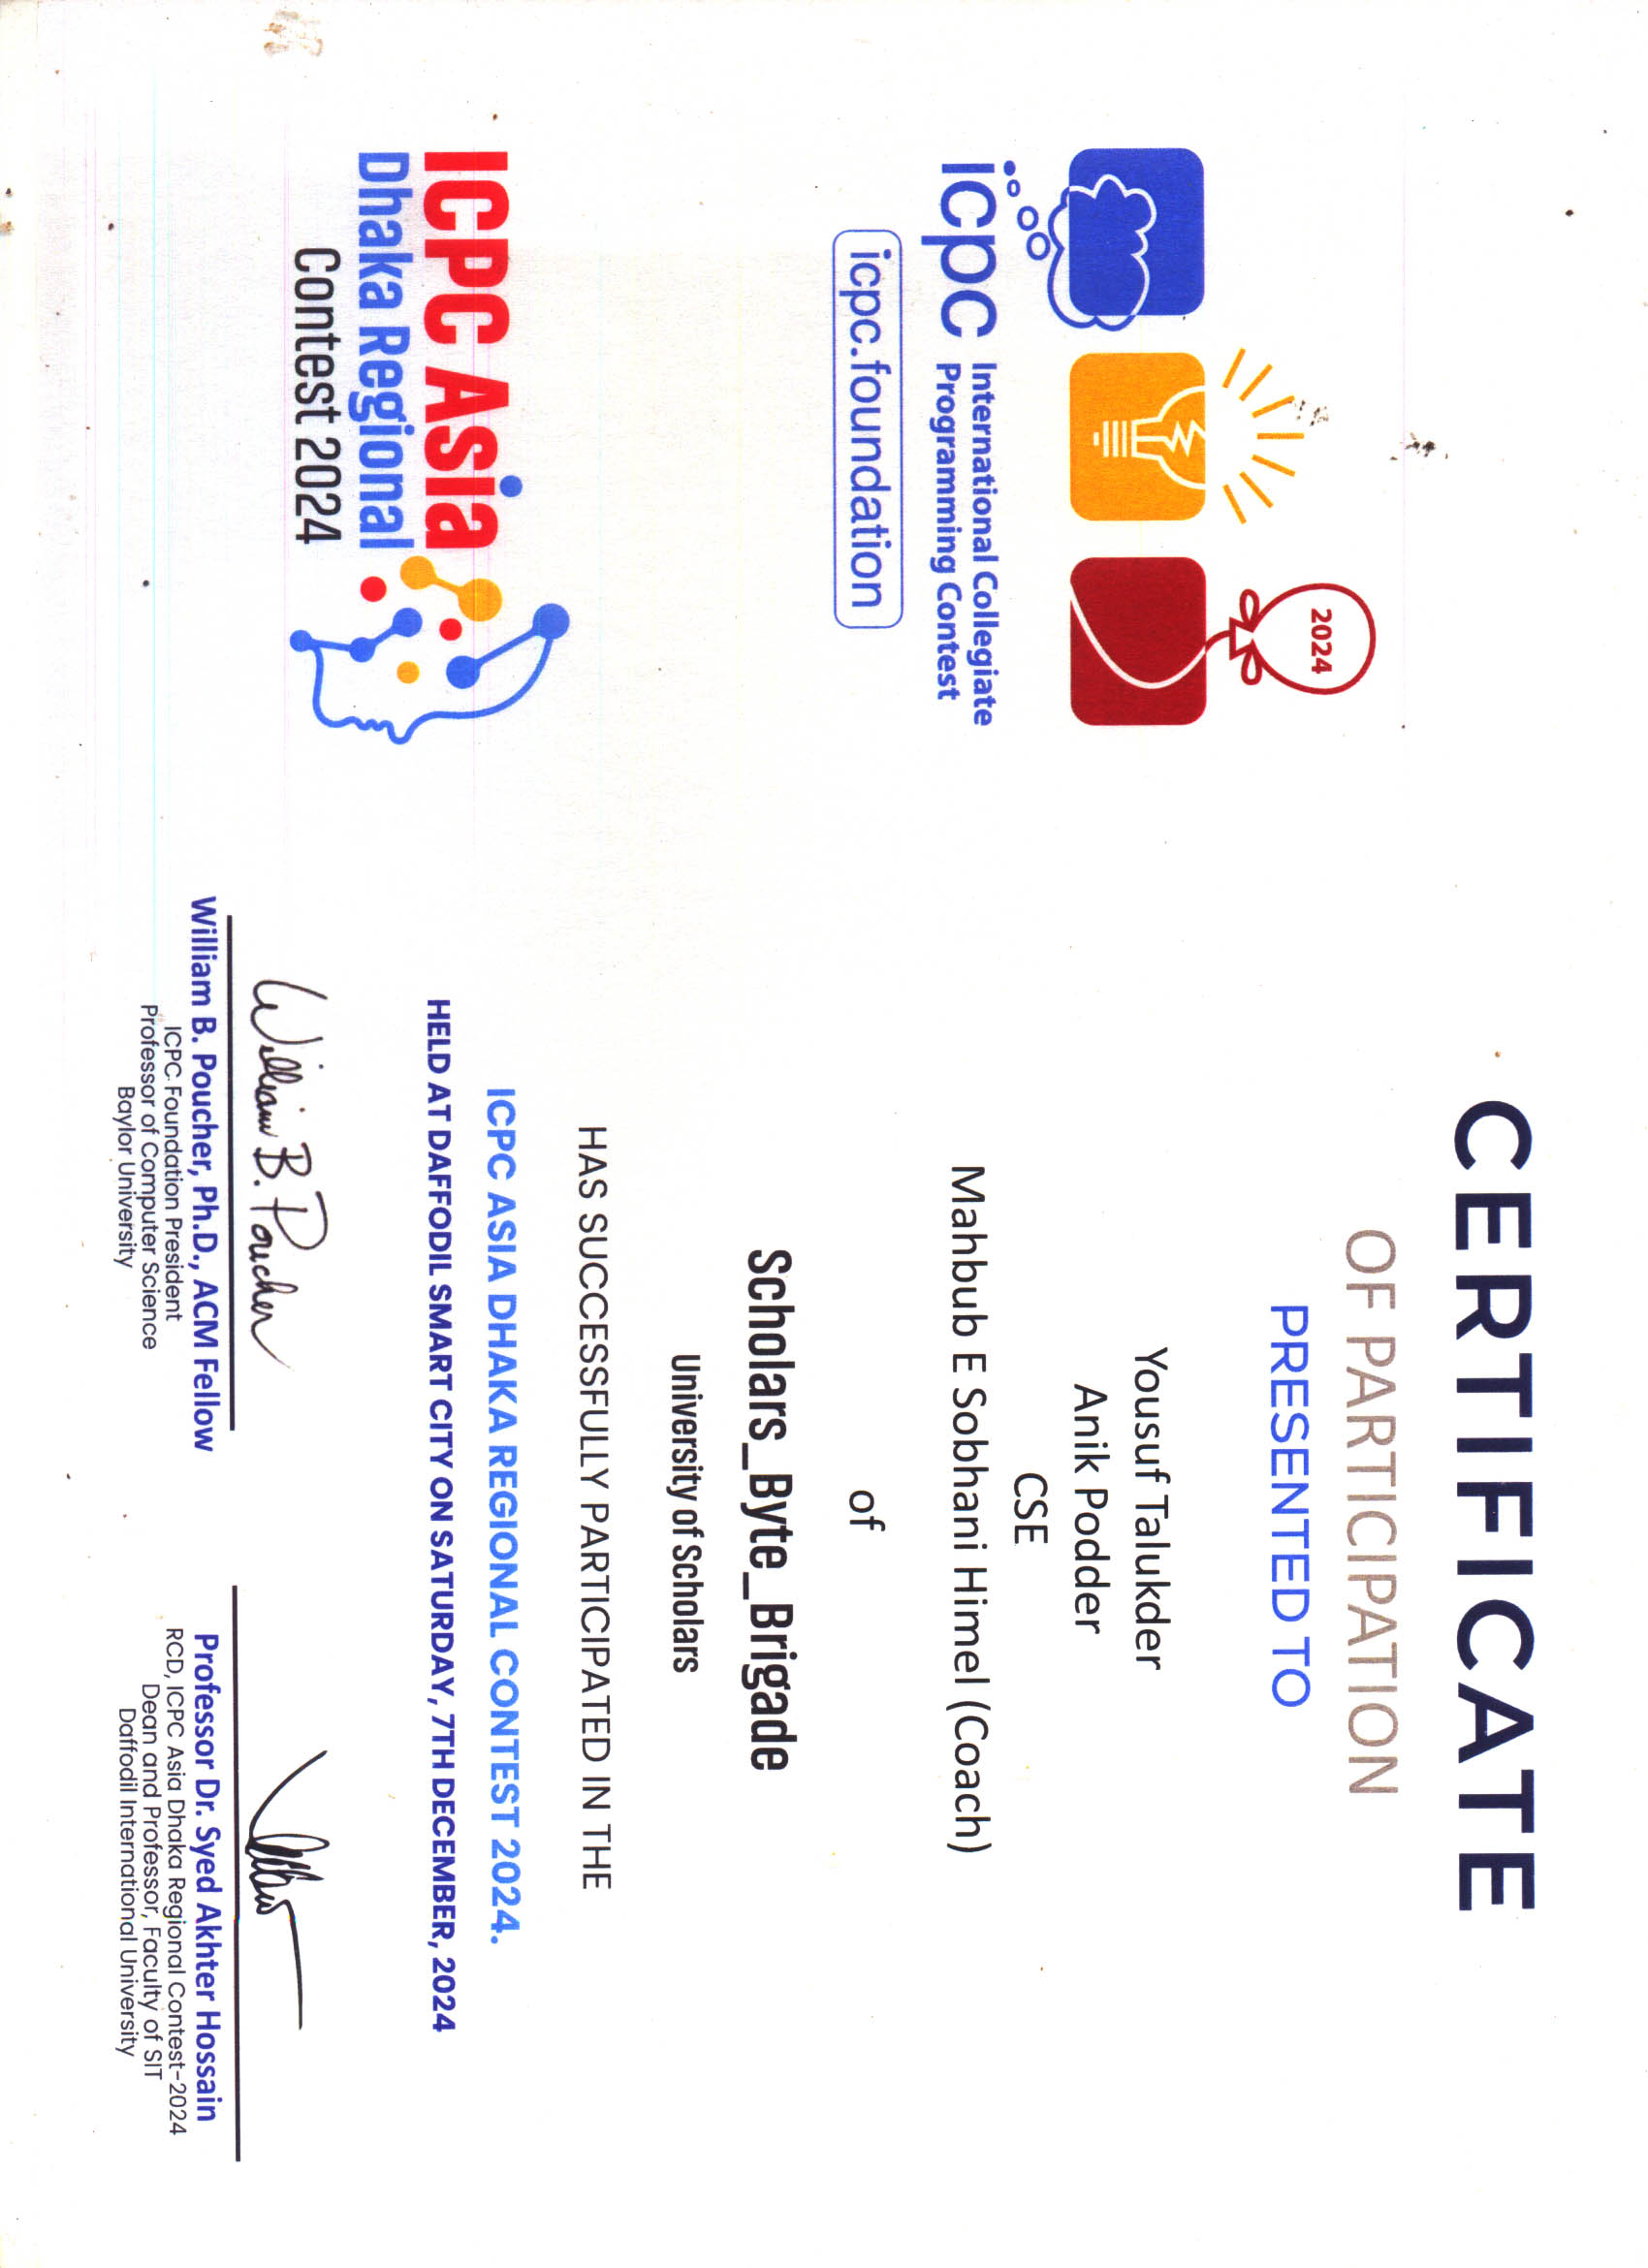 CERTIFICATE
OF PARTICIPATION
PRESENTED TO
Yousuf Talukder
Anik Podder
CSE
Mahbub E Sobhani Himel (Coach)
of
Scholars_Byte_Brigade
University of Scholars
HAS SUCCESSFULLY PARTICIPATED IN THE
ICPC ASIA DHAKA REGIONAL CONTEST 2024.
HELD AT DAFFODIL SMART CITY ON SATURDAY, 7TH DECEMBER, 2024
2024
icpc International Collegiate
Programming Contest
icpc.foundation
ICPC Asia
Dhaka Regional
Contest 2024
William B. Poucher
William B. Poucher, Ph.D., ACM Fellow
ICPC Foundation President
Professor of Computer Science
Baylor University
Professor Dr. Syed Akhter Hossain
RCD, ICPC Asia Dhaka Regional Contest-2024
Dean and Professor, Faculty of SIT
Daffodil International University